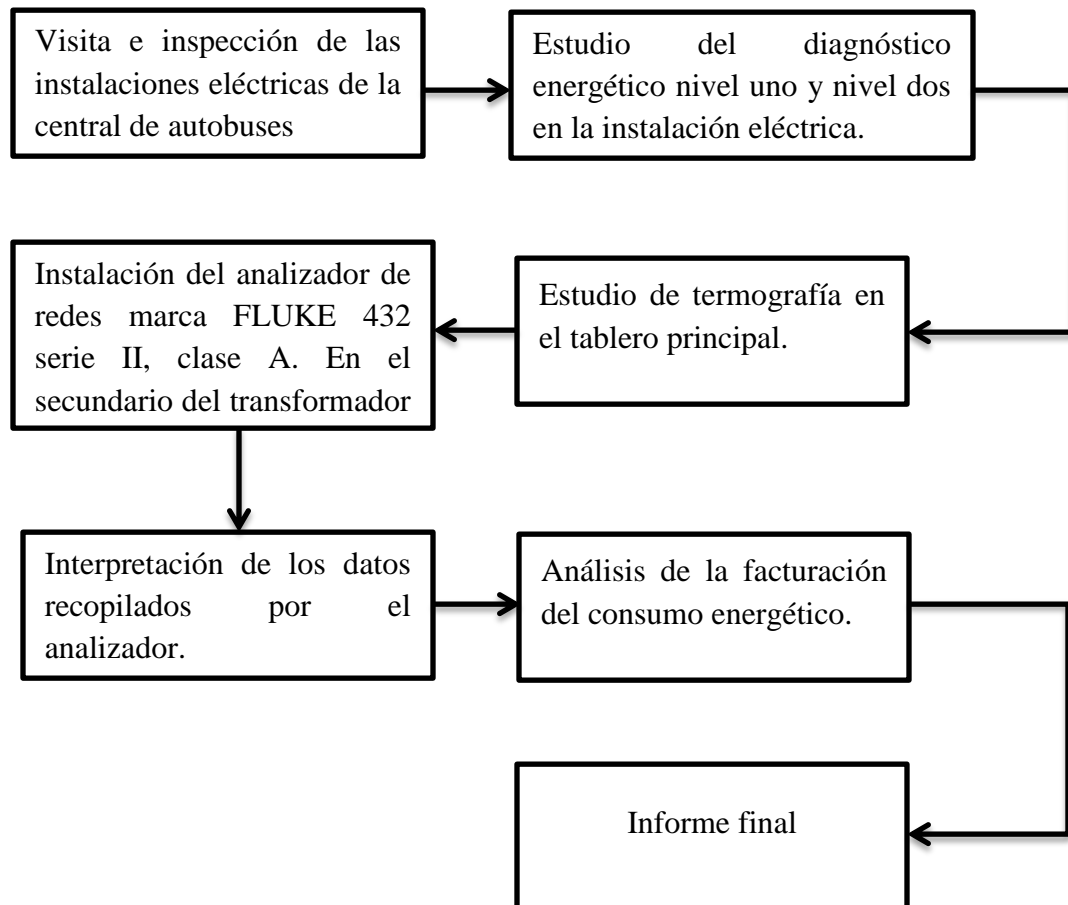 Visita e inspección de las
instalaciones eléctricas de la
central de autobuses
Estudio del diagnóstico
energético nivel uno y nivel dos
en la instalación eléctrica.
Estudio de termografía en
el tablero principal.
Instalación del analizador de
redes marca FLUKE 432
serie II, clase A. En el
secundario del transformador
Interpretación de los datos
recopilados por el
analizador.
Análisis de la facturación
del consumo energético.
Informe final